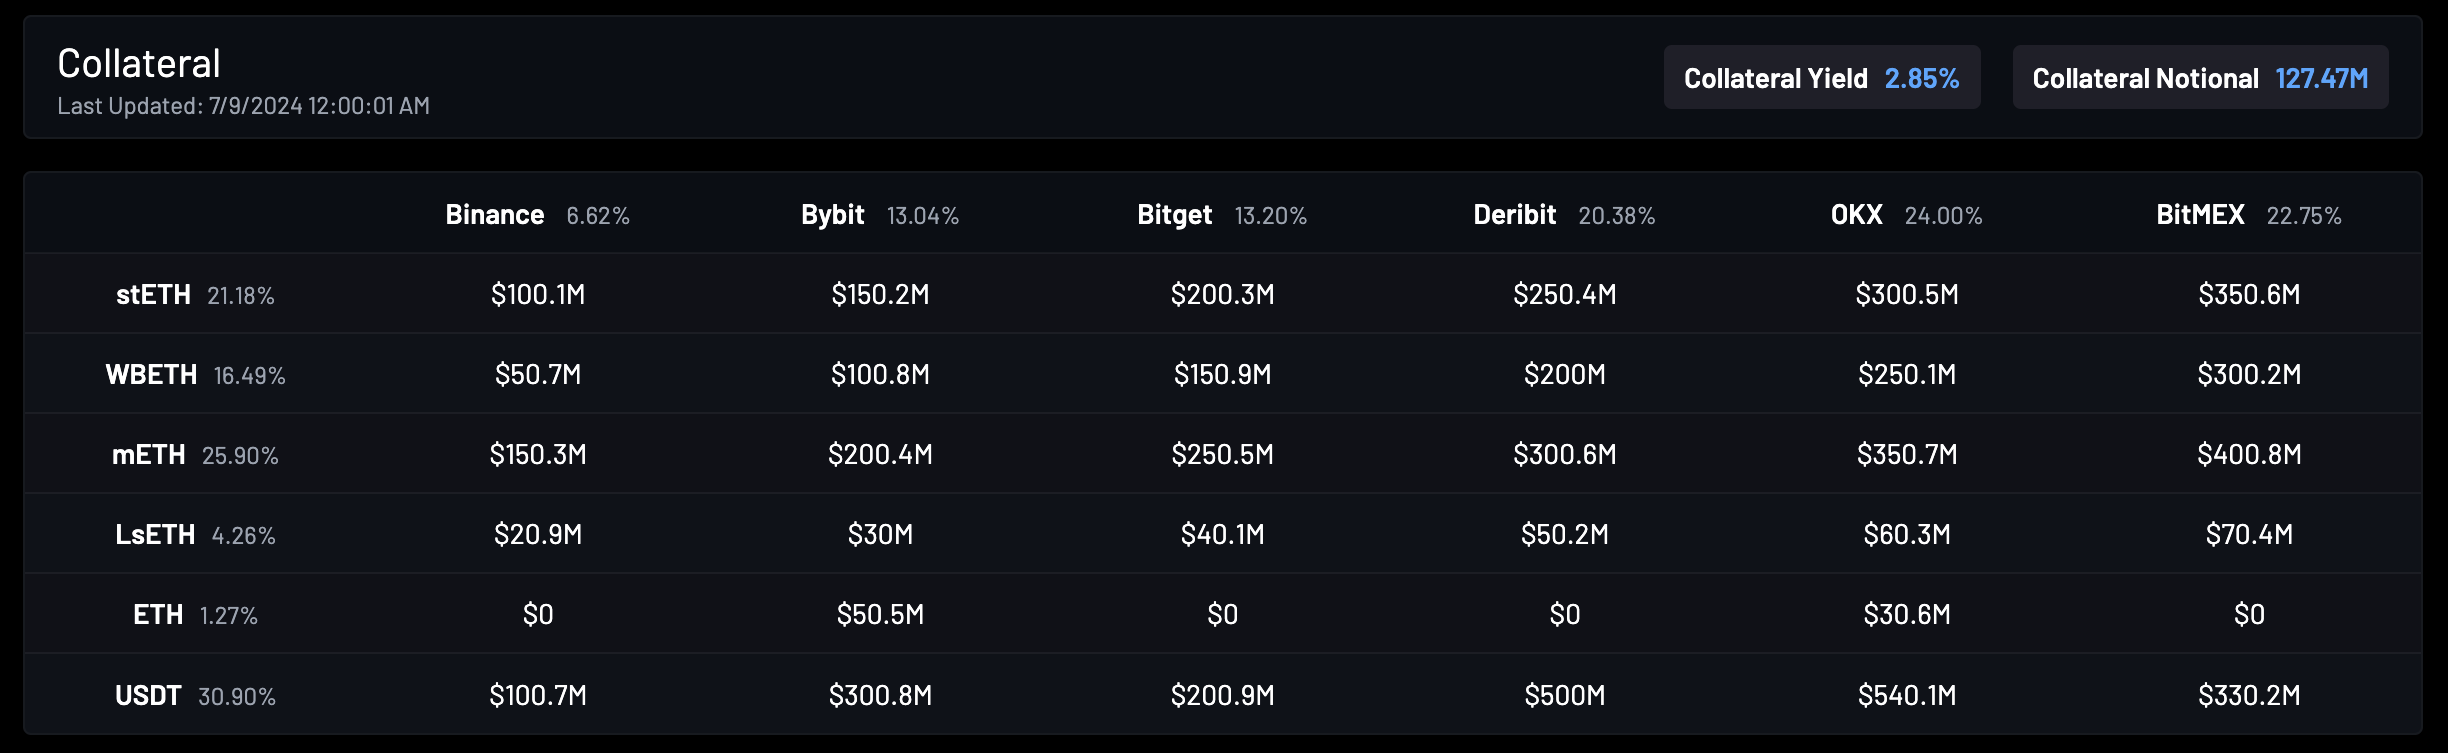 Collateral
Last Updated: 7/9/2024 12:00:01 AM
Collateral Yield 2.85% Collateral Notional 127.47M
Binance 6.62% Bybit 13.04% Bitget 13.20% Deribit 20.38% OKX 24.00% BitMEX 22.75%
stETH 21.18% $100.1M $150.2M $200.3M $250.4M $300.5M $350.6M
WBETH 16.49% $50.7M $100.8M $150.9M $200M $250.1M $300.2M
mETH 25.90% $150.3M $200.4M $250.5M $300.6M $350.7M $400.8M
LsETH 4.26% $20.9M $30M $40.1M $50.2M $60.3M $70.4M
ETH 1.27% $0 $50.5M $0 $0 $30.6M $0
USDT 30.90% $100.7M $300.8M $200.9M $500M $540.1M $330.2M